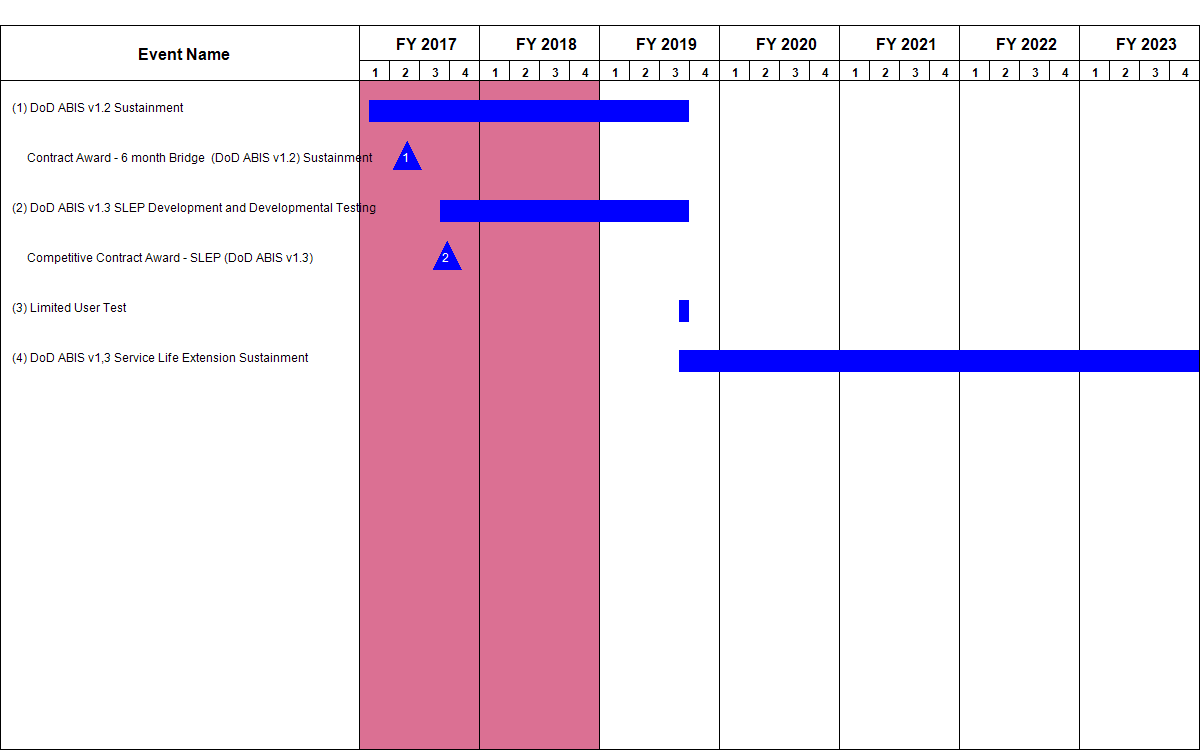 Event Name
FY 2017 FY 2018 FY 2019 FY 2020 FY 2021 FY 2022 FY 2023
1 2 3 4 1 2 3 4 1 2 3 4 1 2 3 4 1 2 3 4 1 2 3 4 1 2 3 4
(1) DoD ABIS v1.2 Sustainment
Contract Award - 6 month Bridge (DoD ABIS v1.2) Sustainment
1
(2) DoD ABIS v1.3 SLEP Development and Developmental Testing
Competitive Contract Award - SLEP (DoD ABIS v1.3)
2
(3) Limited User Test
(4) DoD ABIS v1,3 Service Life Extension Sustainment